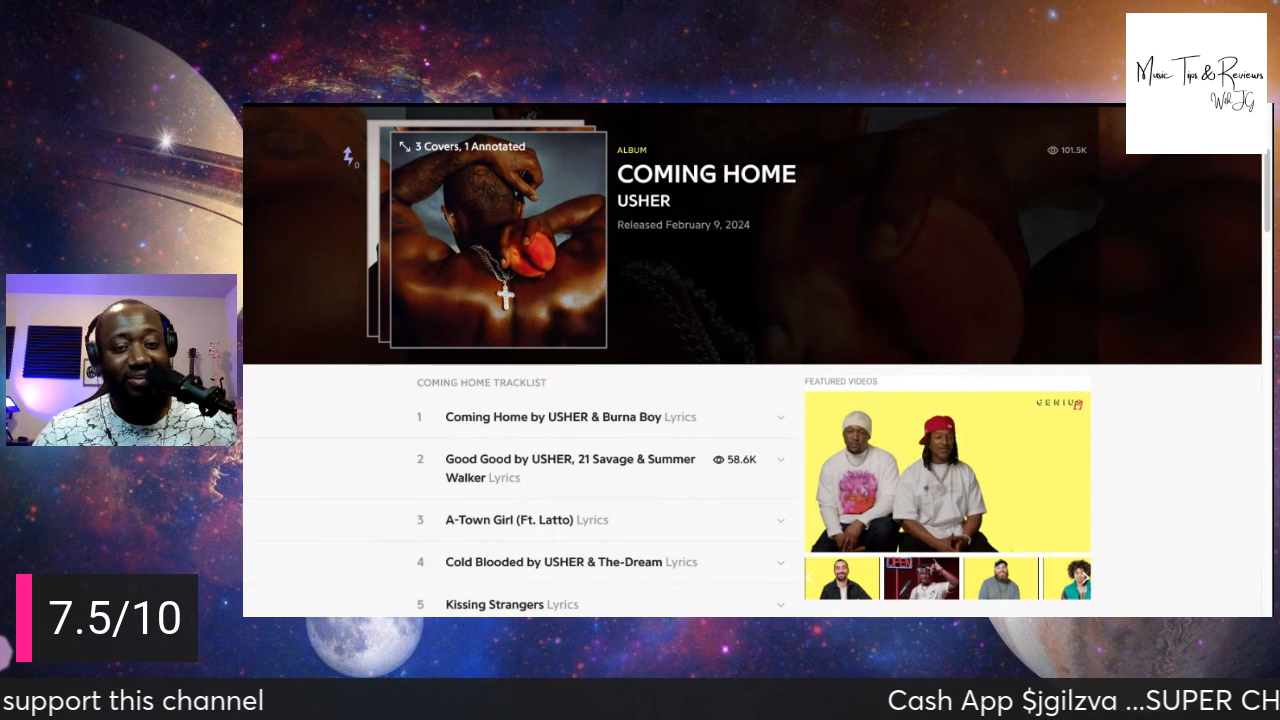 Music Tips & Reviews
With JG
3 Covers, 1 Annotated
0
ALBUM
101.5K
COMING HOME
USHER
Released February 9, 2024
COMING HOME TRACKLIST
1 Coming Home by USHER & Burna Boy Lyrics
2 Good Good by USHER, 21 Savage & Summer 58.6K
Walker Lyrics
3 A-Town Girl (Ft. Latto) Lyrics
4 Cold Blooded by USHER & The-Dream Lyrics
5 Kissing Strangers Lyrics
FEATURED VIDEOS
GENIUS
OPEN
7.5/10
support this channel
Cash App $jgilzva ...SUPER CH